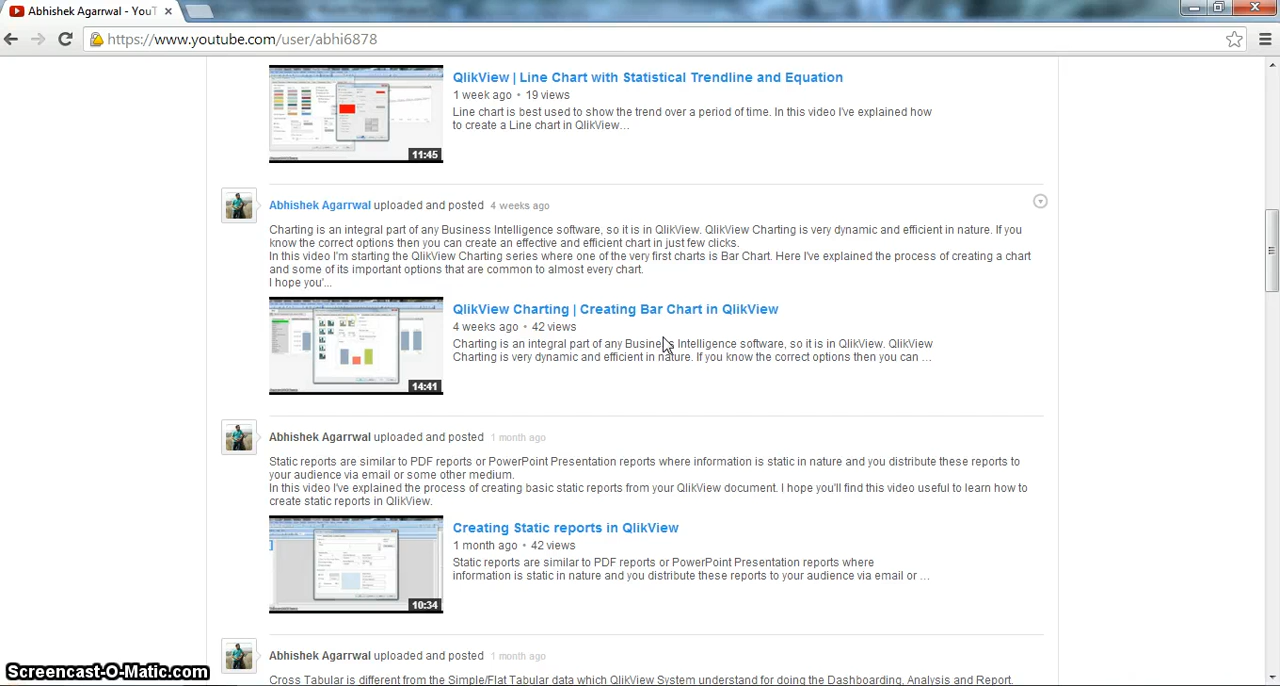 Abhishek Agarrwal - YouT
https://www.youtube.com/user/abhi6878
QlikView | Line Chart with Statistical Trendline and Equation
1 week ago • 19 views
Line chart is best used to show the trend over a period of time. In this video I've explained how
to create a Line chart in QlikView...
11:45
Abhishek Agarrwal uploaded and posted 4 weeks ago
Charting is an integral part of any Business Intelligence software, so it is in QlikView. QlikView Charting is very dynamic and efficient in nature. If you
know the correct options then you can create an effective and efficient chart in just few clicks.
In this video I'm starting the QlikView Charting series where one of the very first charts is Bar Chart. Here I've explained the process of creating a chart
and some of its important options that are common to almost every chart.
I hope you'...
QlikView Charting | Creating Bar Chart in QlikView
4 weeks ago • 42 views
Charting is an integral part of any Business Intelligence software, so it is in QlikView. QlikView
Charting is very dynamic and efficient in nature. If you know the correct options then you can ...
14:41
Abhishek Agarrwal uploaded and posted 1 month ago
Static reports are similar to PDF reports or PowerPoint Presentation reports where information is static in nature and you distribute these reports to
your audience via email or some other medium.
In this video I've explained the process of creating basic static reports from your QlikView document. I hope you'll find this video useful to learn how to
create static reports in QlikView.
Creating Static reports in QlikView
1 month ago • 42 views
Static reports are similar to PDF reports or PowerPoint Presentation reports where
information is static in nature and you distribute these reports to your audience via email or ...
10:34
Abhishek Agarrwal uploaded and posted 1 month ago
Cross Tabular is different from the Simple/Flat Tabular data which QlikView System understand for doing the Dashboarding, Analysis and Report.
Screencast-O-Matic.com